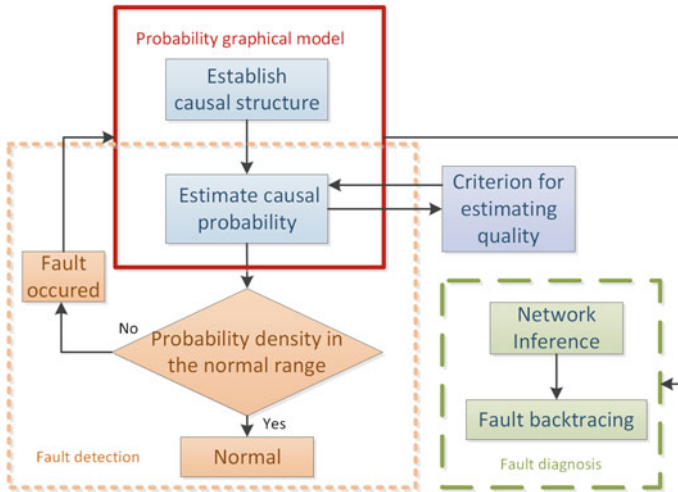 Probability graphical model
Establish
causal structure
Estimate causal
probability
Criterion for
estimating
quality
Fault
occured
No
Probability density in
the normal range
Yes
Normal
Fault detection
Network
Inference
Fault backtracing
Fault diagnosis